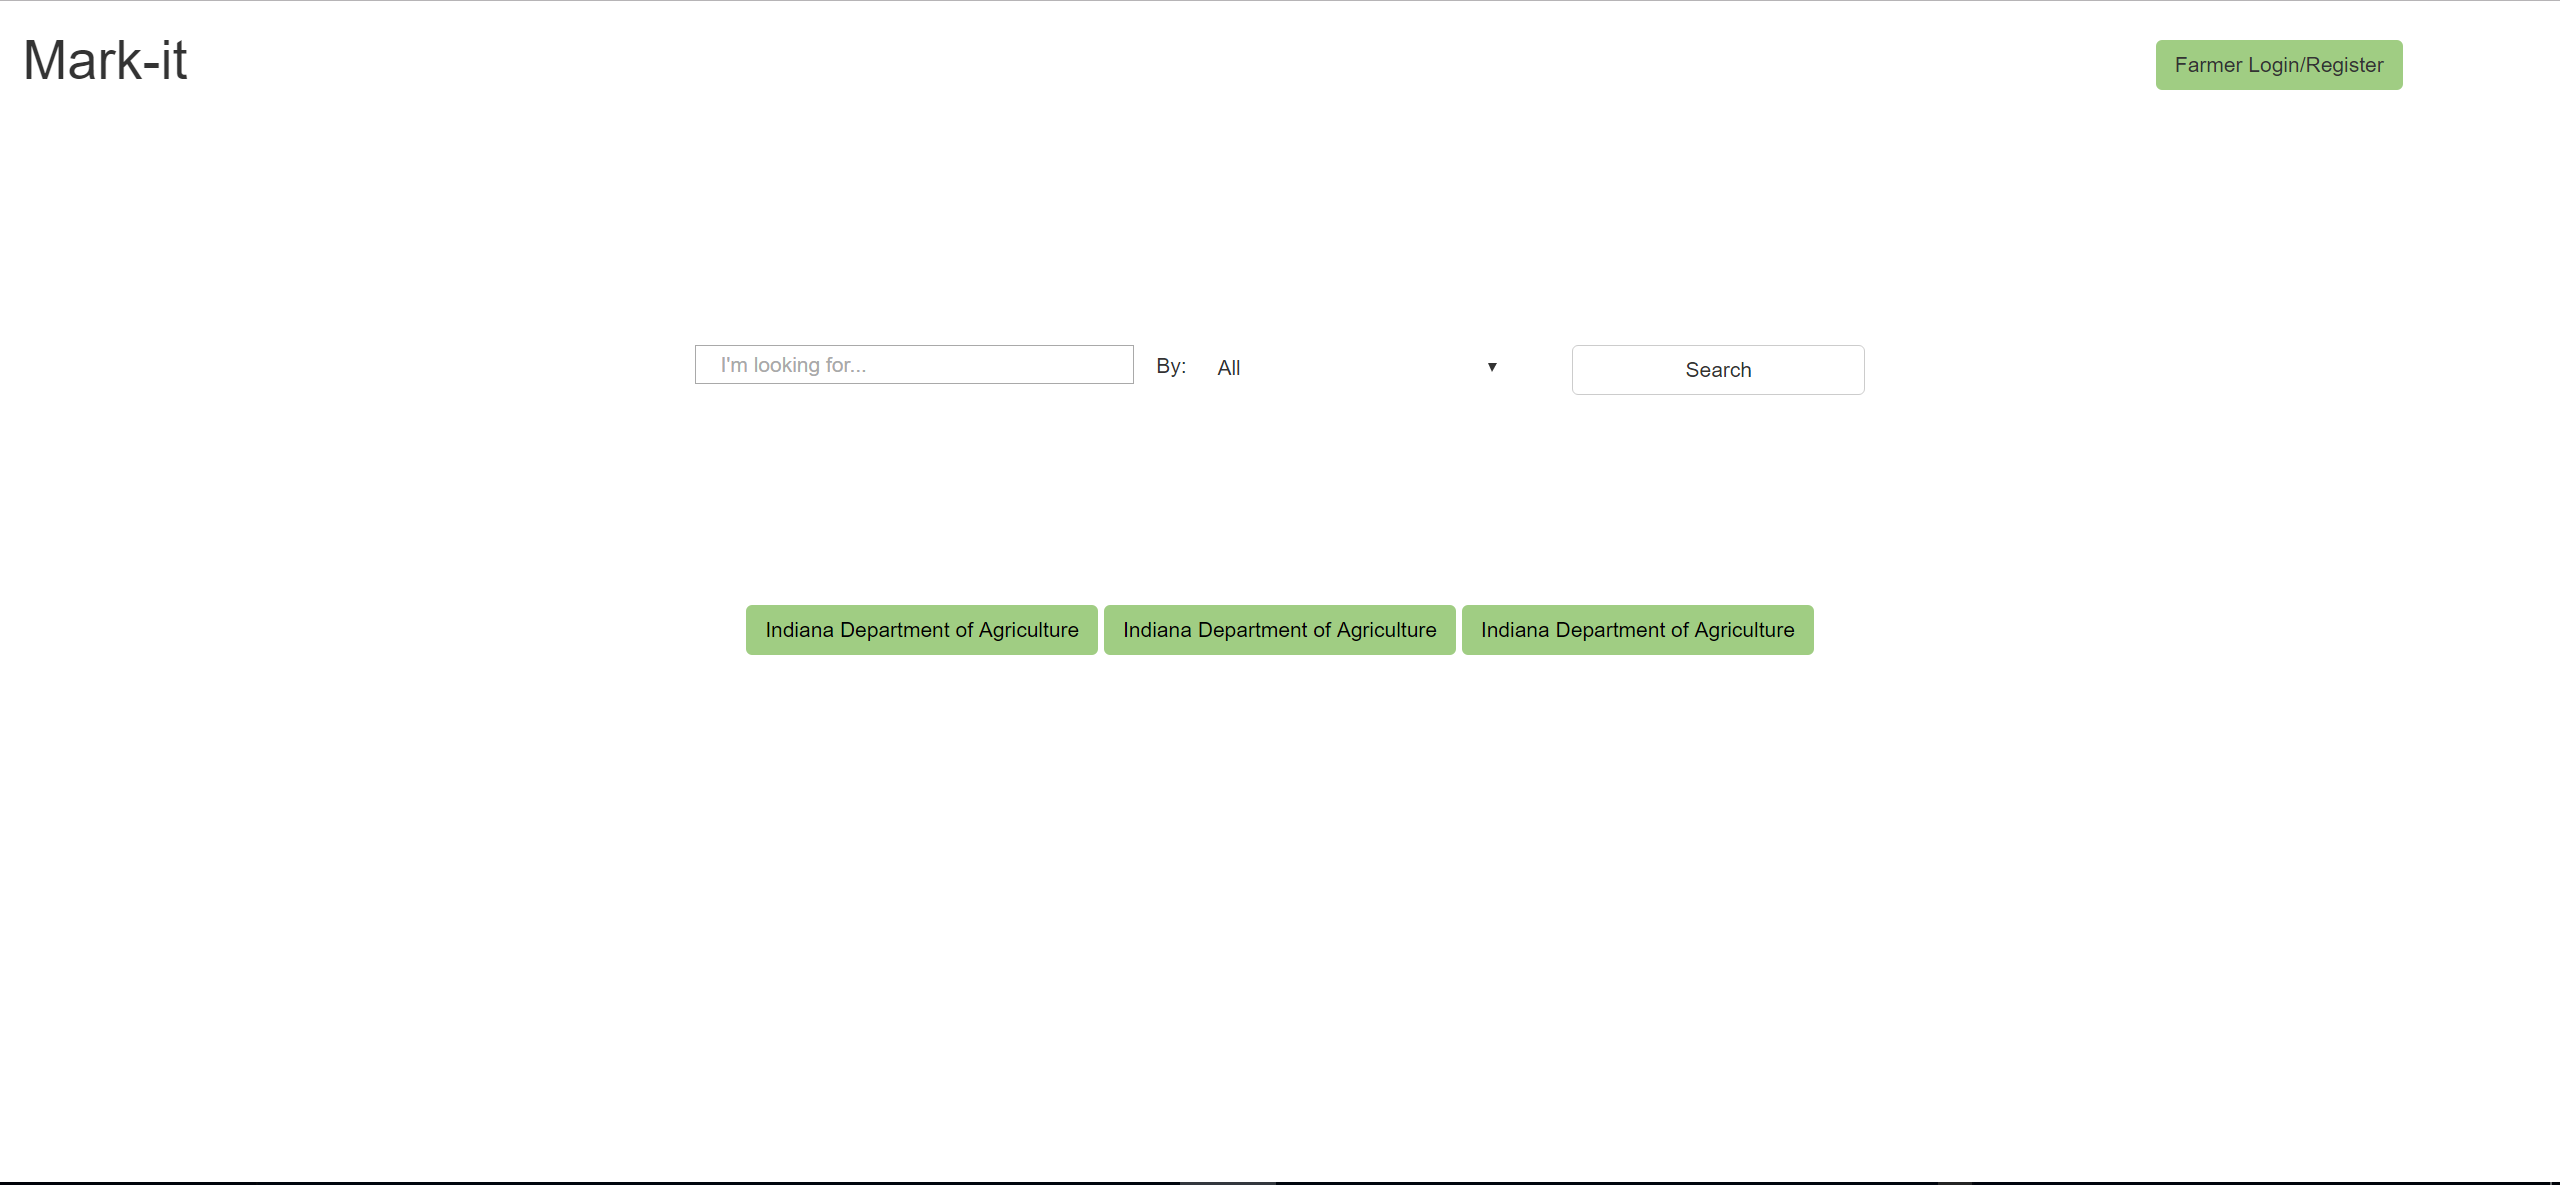 Mark-it
Farmer Login/Register
I'm looking for...
By:
All
Search
Indiana Department of Agriculture
Indiana Department of Agriculture
Indiana Department of Agriculture